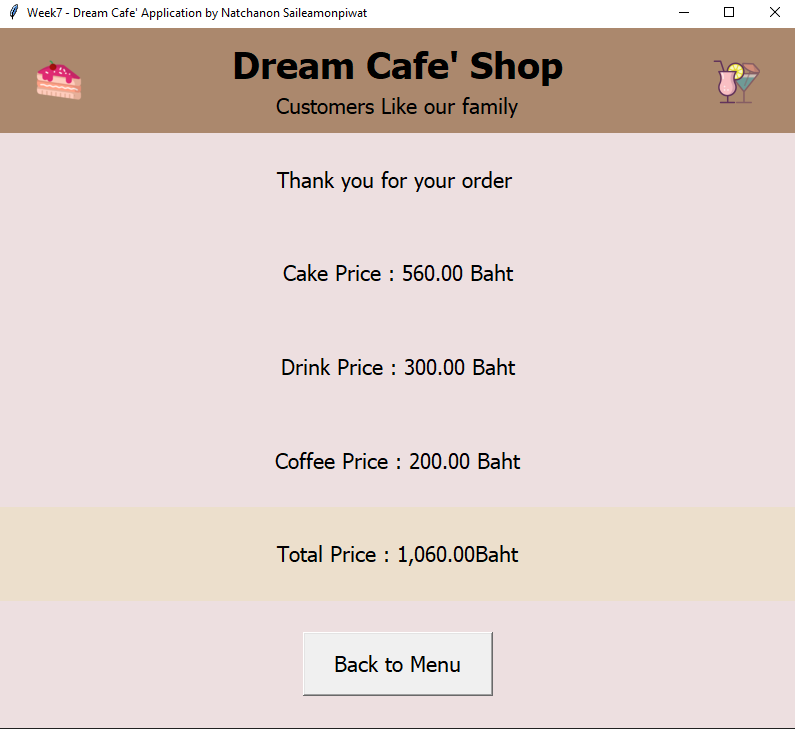 Week7 - Dream Cafe' Application by Natchanon Saileamonpiwat
Dream Cafe' Shop
Customers Like our family
Thank you for your order
Cake Price : 560.00 Baht
Drink Price : 300.00 Baht
Coffee Price : 200.00 Baht
Total Price : 1,060.00Baht
Back to Menu